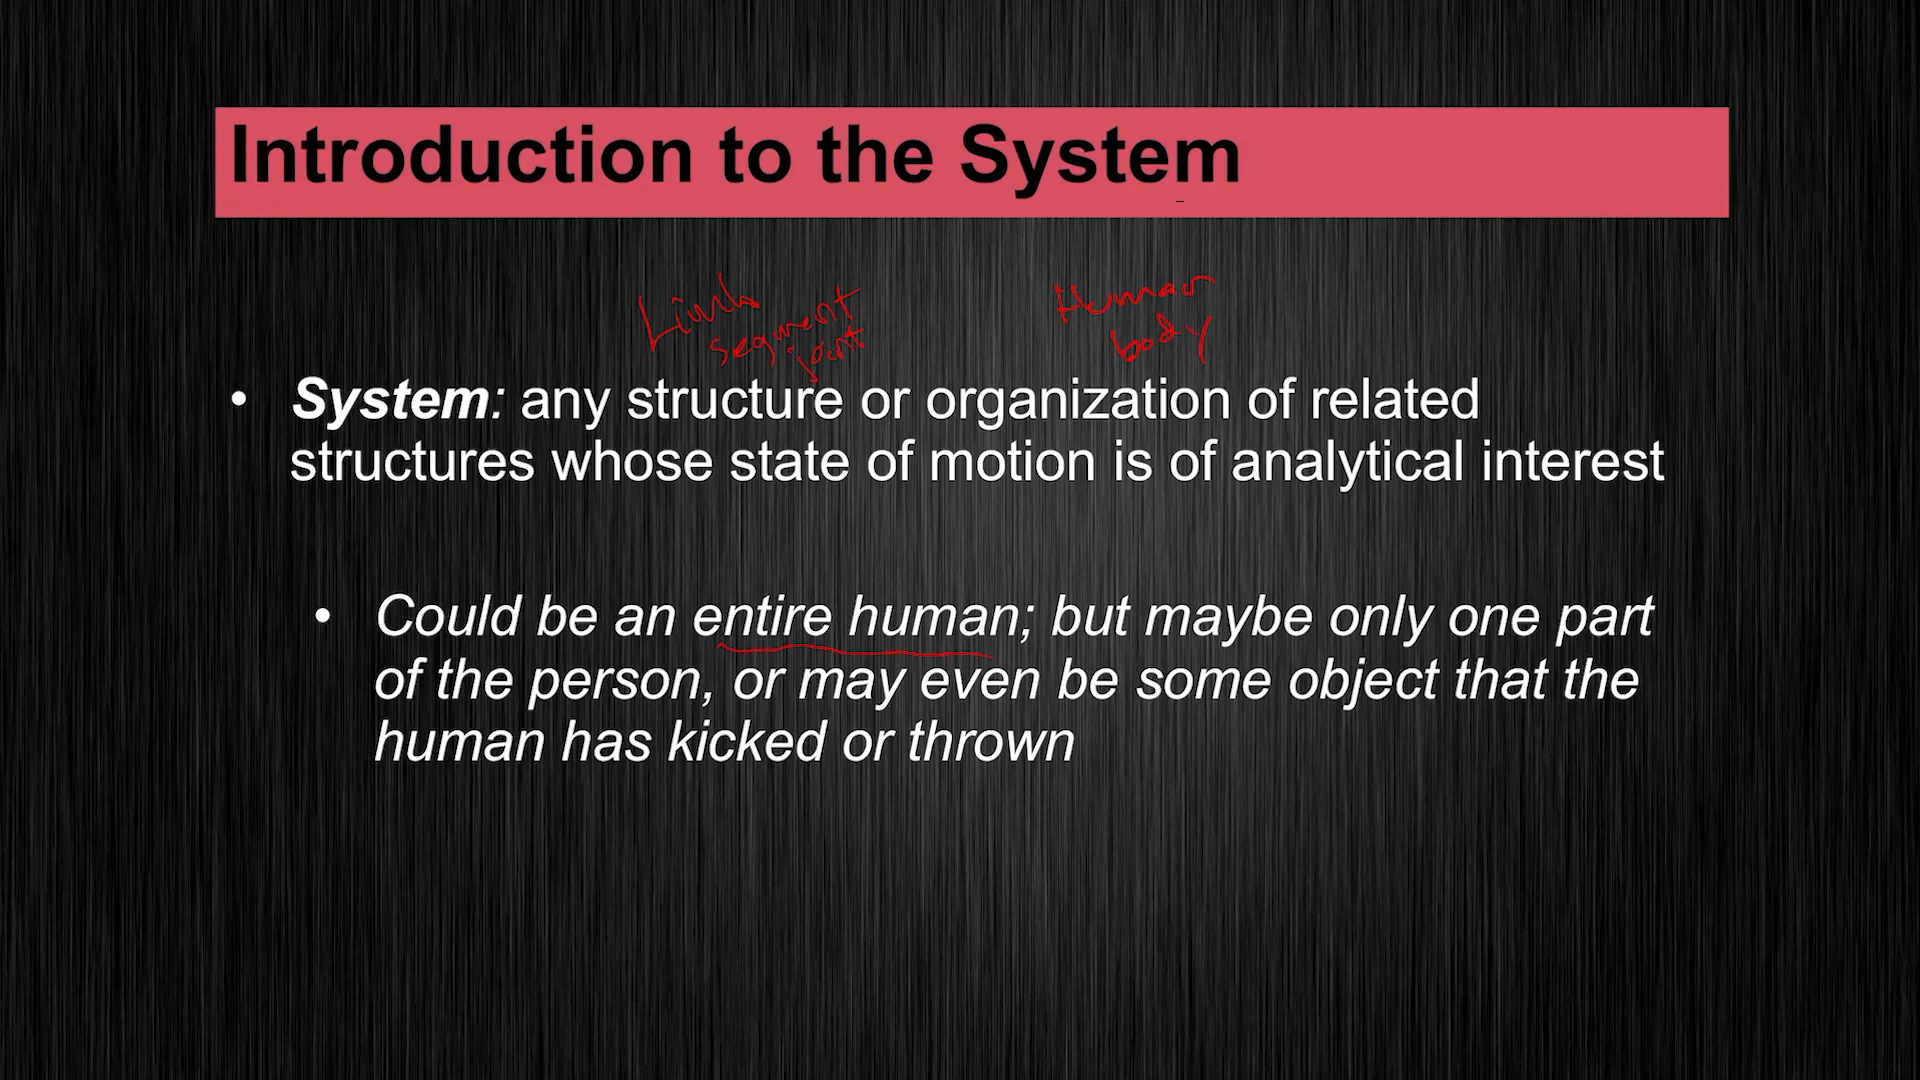 Introduction to the System
Limb
segment
joint
Human
body
• System: any structure or organization of related
structures whose state of motion is of analytical interest
• Could be an entire human; but maybe only one part
of the person, or may even be some object that the
human has kicked or thrown